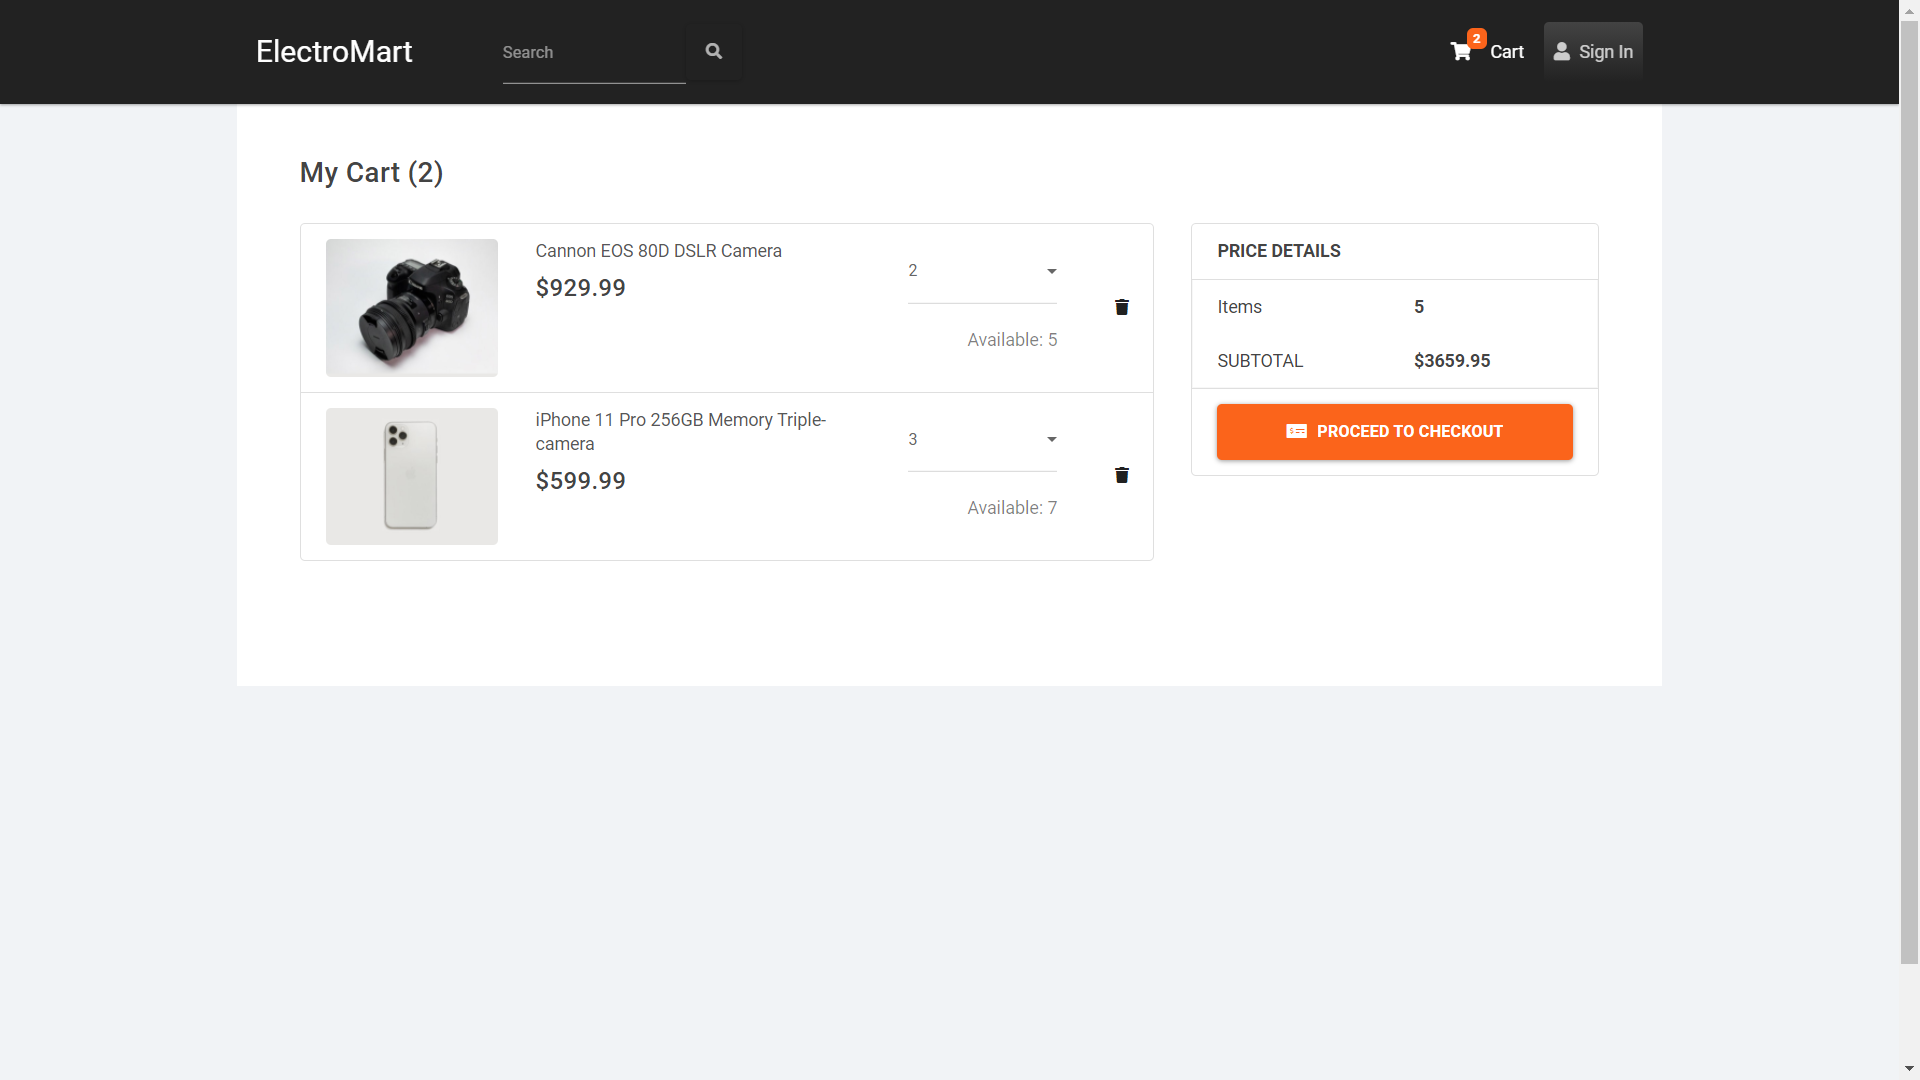 ElectroMart
Search
2
Cart
Sign In
My Cart (2)
Cannon EOS 80D DSLR Camera
$929.99
2
Available: 5
iPhone 11 Pro 256GB Memory Triple-
camera
$599.99
3
Available: 7
PRICE DETAILS
Items 5
SUBTOTAL $3659.95
PROCEED TO CHECKOUT